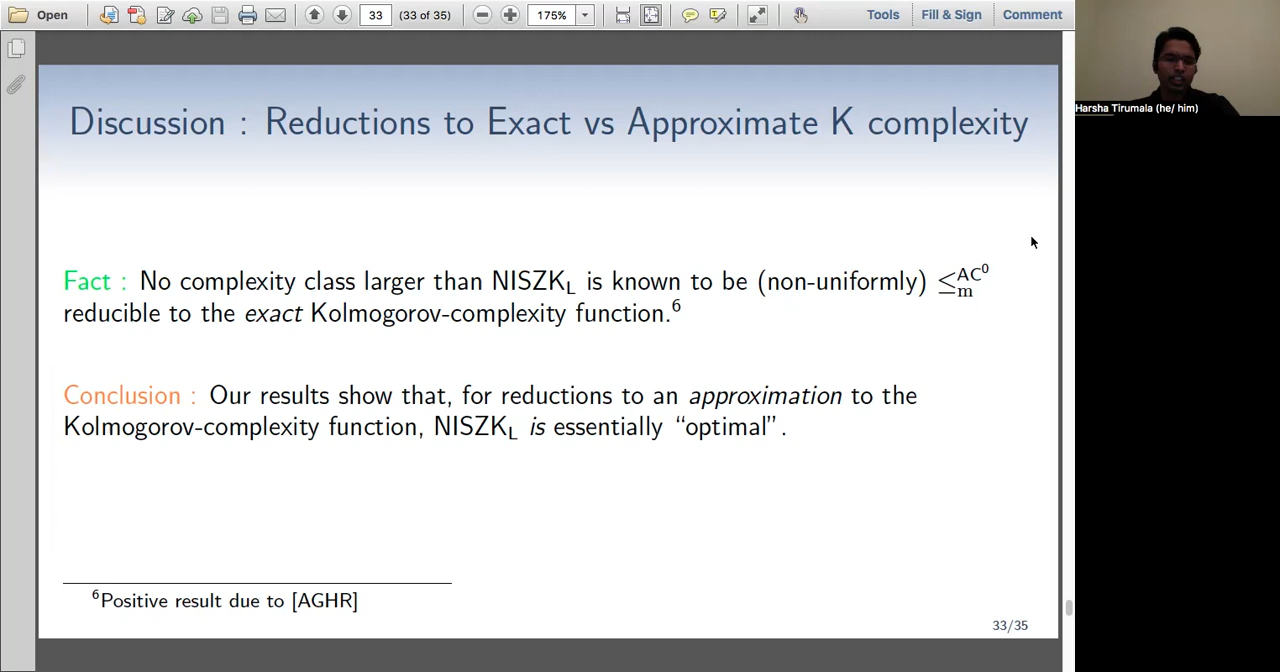 Open
33
(33 of 35)
175%
Tools
Fill & Sign
Comment
Harsha Tirumala (he/ him)
Discussion : Reductions to Exact vs Approximate K complexity
Fact : No complexity class larger than NISZK_L is known to be (non-uniformly) ≤_m^{AC^0}
reducible to the exact Kolmogorov-complexity function.⁶
Conclusion : Our results show that, for reductions to an approximation to the
Kolmogorov-complexity function, NISZK_L is essentially “optimal”.
⁶Positive result due to [AGHR]
33/35